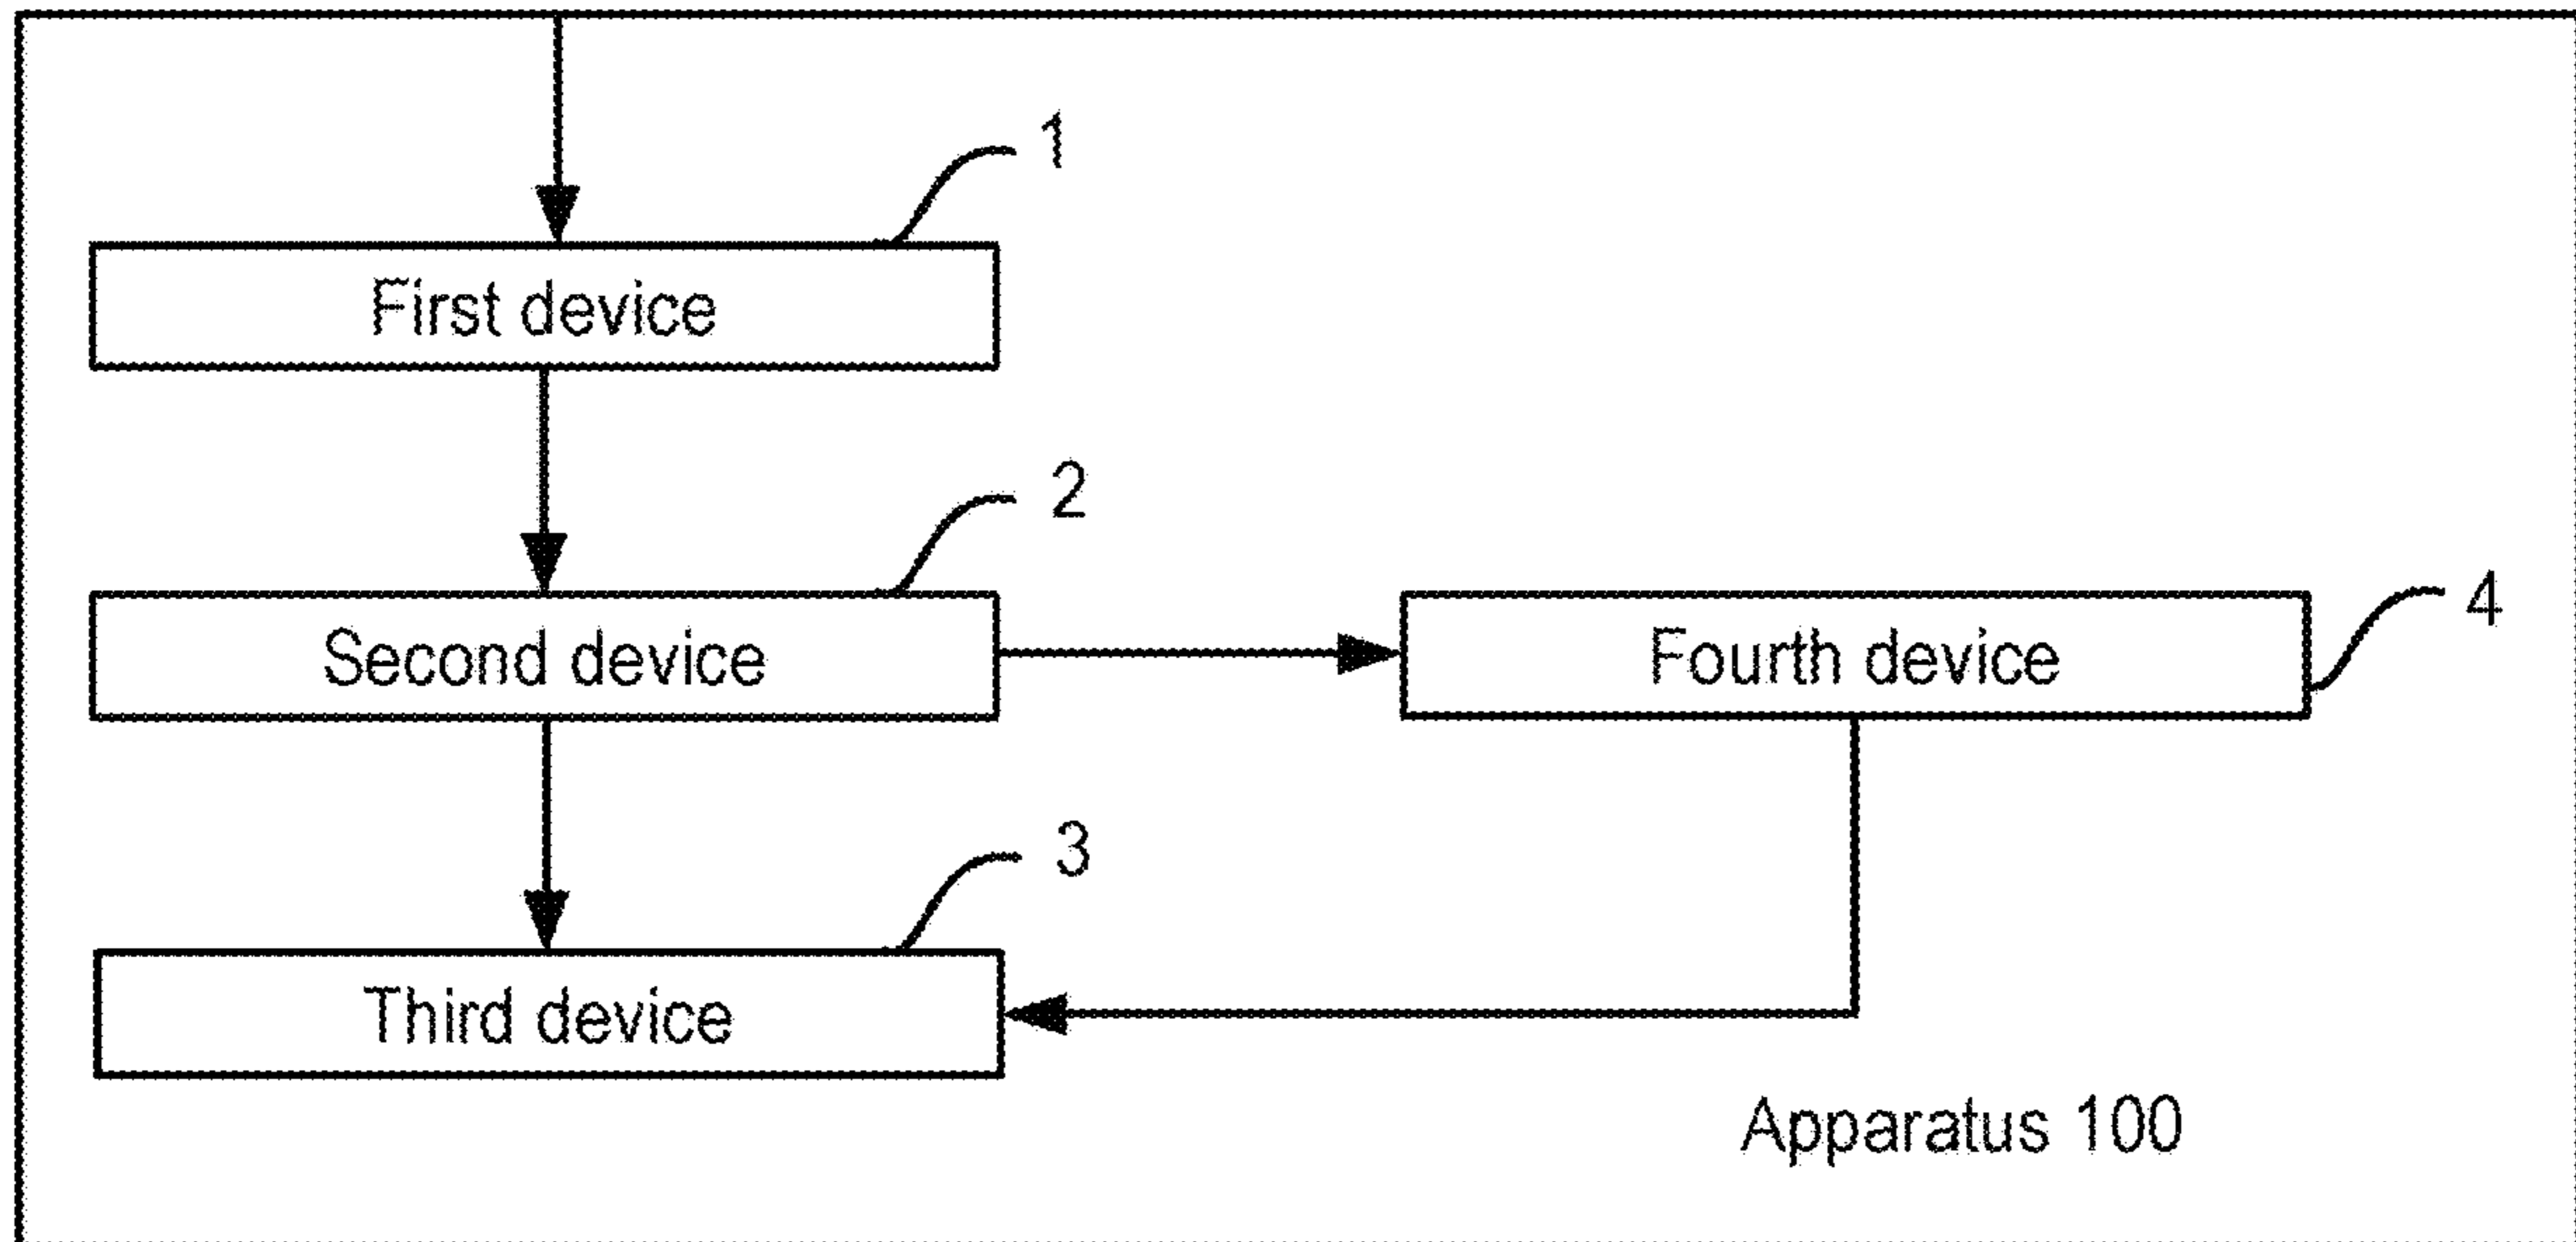 1
First device
2
Second device
Fourth device
4
3
Third device
Apparatus 100